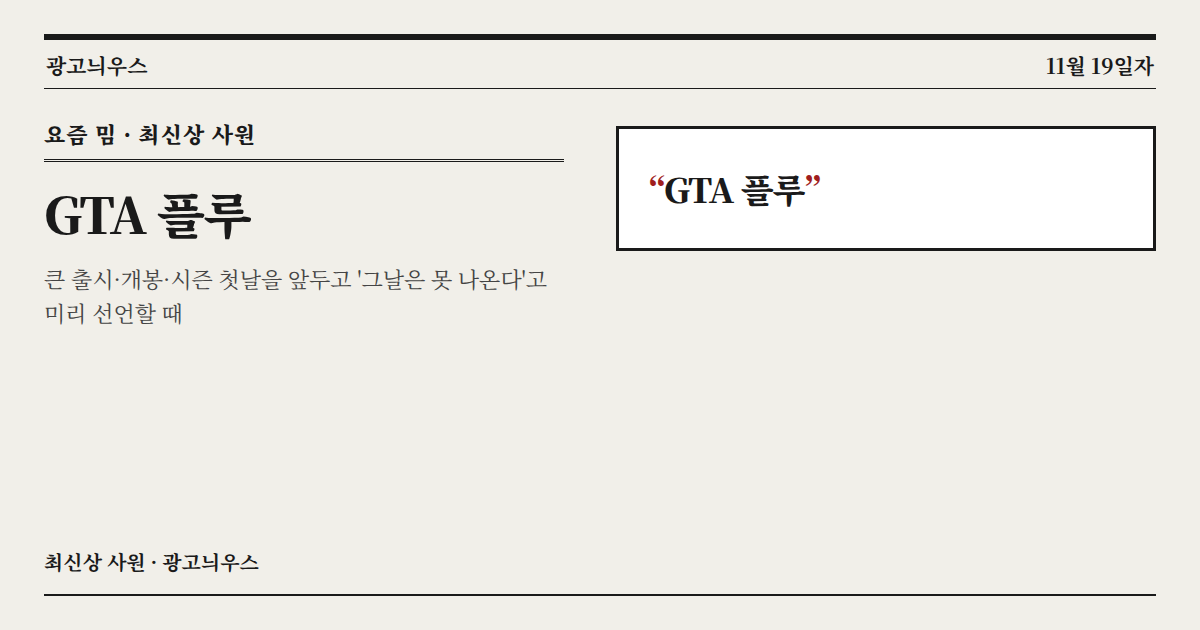 광고늬우스
11월 19일자
요즘 밈 · 최신상 사원
GTA 플루
큰 출시·개봉·시즌 첫날을 앞두고 '그날은 못 나온다'고
미리 선언할 때
“GTA 플루”
최신상 사원 · 광고늬우스